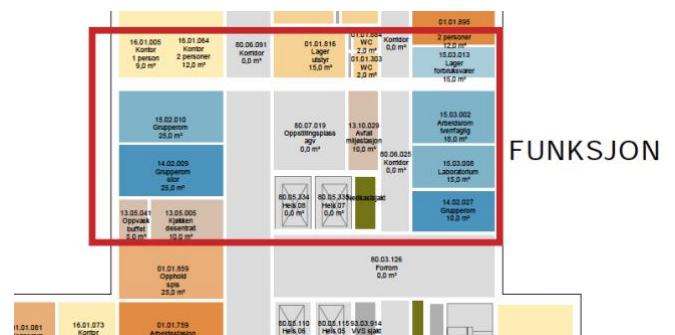 01.01.895
2 personer
12,0 m²
16.01.005
Kontor
1 person
9,0 m²
16.01.064
Kontor
2 personer
12,0 m²
80.06.091
Korridor
0,0 m²
01.01.816
Lager
utstyr
15,0 m²
WC
2,0 m²
01.01.303
WC
2,0 m²
Korridor
0,0 m²
15.03.013
Lager
forbruksvarer
15,0 m²
15.02.010
Grupperom
25,0 m²
80.07.019
Oppstillingsplass
agv
0,0 m²
13.10.029
Avfall
miljøstasjon
10,0 m²
15.03.002
Arbeidsrom
tverrfaglig
18,0 m²
FUNKSJON
14.02.009
Grupperom
stor
25,0 m²
80.06.025
Korridor
0,0 m²
15.03.008
Laboratorium
15,0 m²
80.05.334
Heis 08
0,0 m²
Heis 07
0,0 m²
Nedkastsjakt
14.02.027
Grupperom
10,0 m²
13.05.041
Oppvask
buffet
5,0 m²
13.05.005
Kjøkken
desentralt
10,0 m²
01.01.859
Opphold
spis
25,0 m²
80.03.126
Forrom
0,0 m²
01.01.081
16.01.073
Kontor
01.01.759
Arbeidsstasjon
80.05.110
Heis 06
80.05.115
Heis 05
93.03.914
VVS sjakt